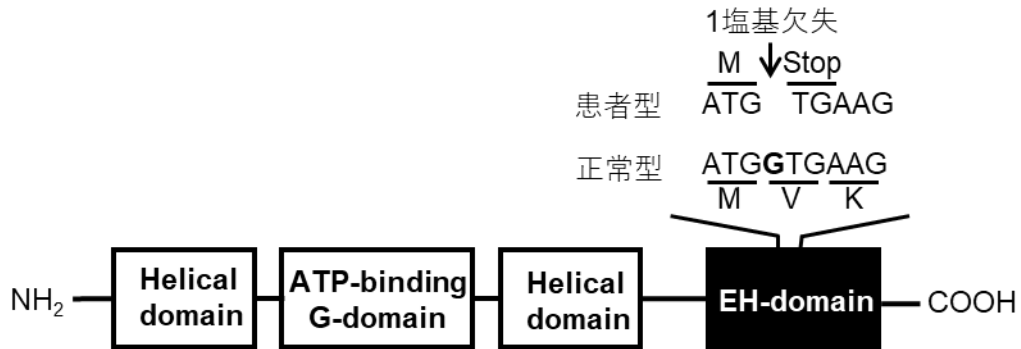 1塩基欠失
M Stop
患者型 ATG TGAAG
正常型 ATGGTGAAG
M V K
NH2 Helical domain ATP-binding G-domain Helical domain EH-domain COOH